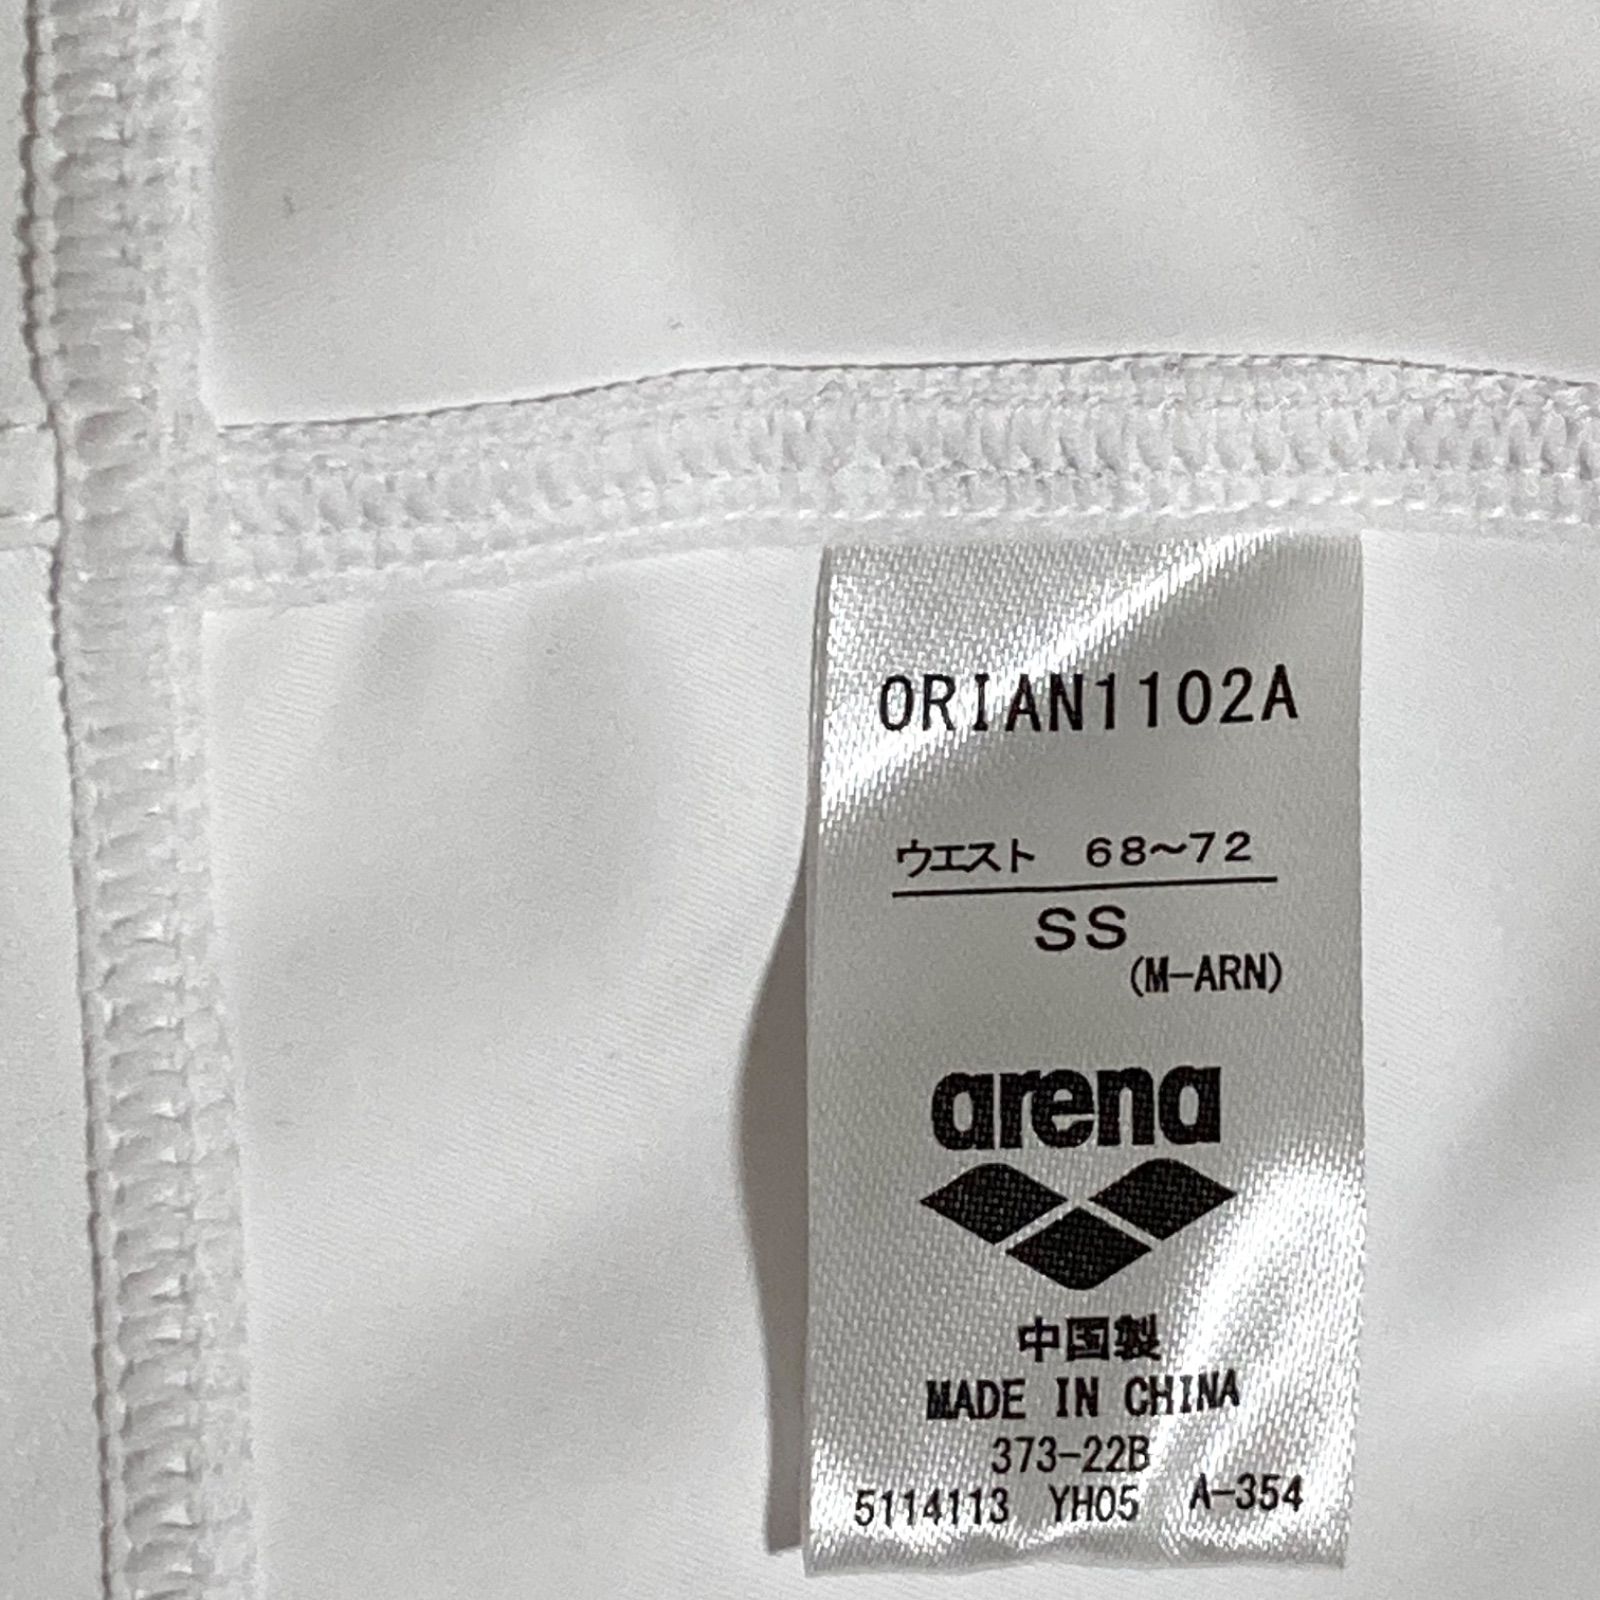 ORIAN1102A
ウエスト 68～72
SS
(M-ARN)
arena
中国製
MADE IN CHINA
373-22B
5114113 YH05 A-354